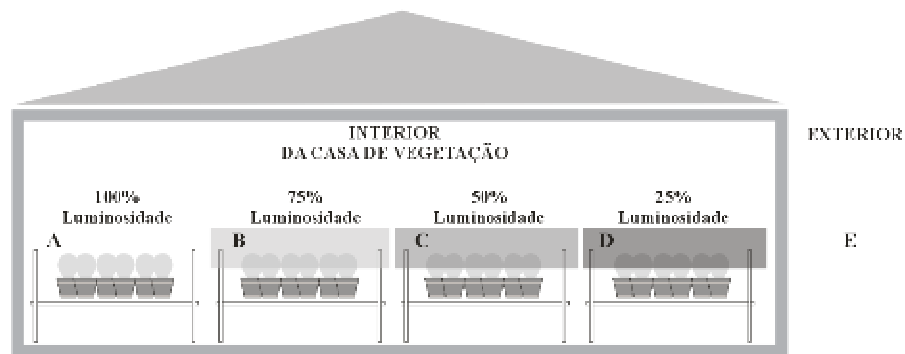 INTERIOR
DA CASA DE VEGETAÇÃO
EXTERIOR
100%
Luminosidade
75%
Luminosidade
50%
Luminosidade
25%
Luminosidade
A
B
C
D
E